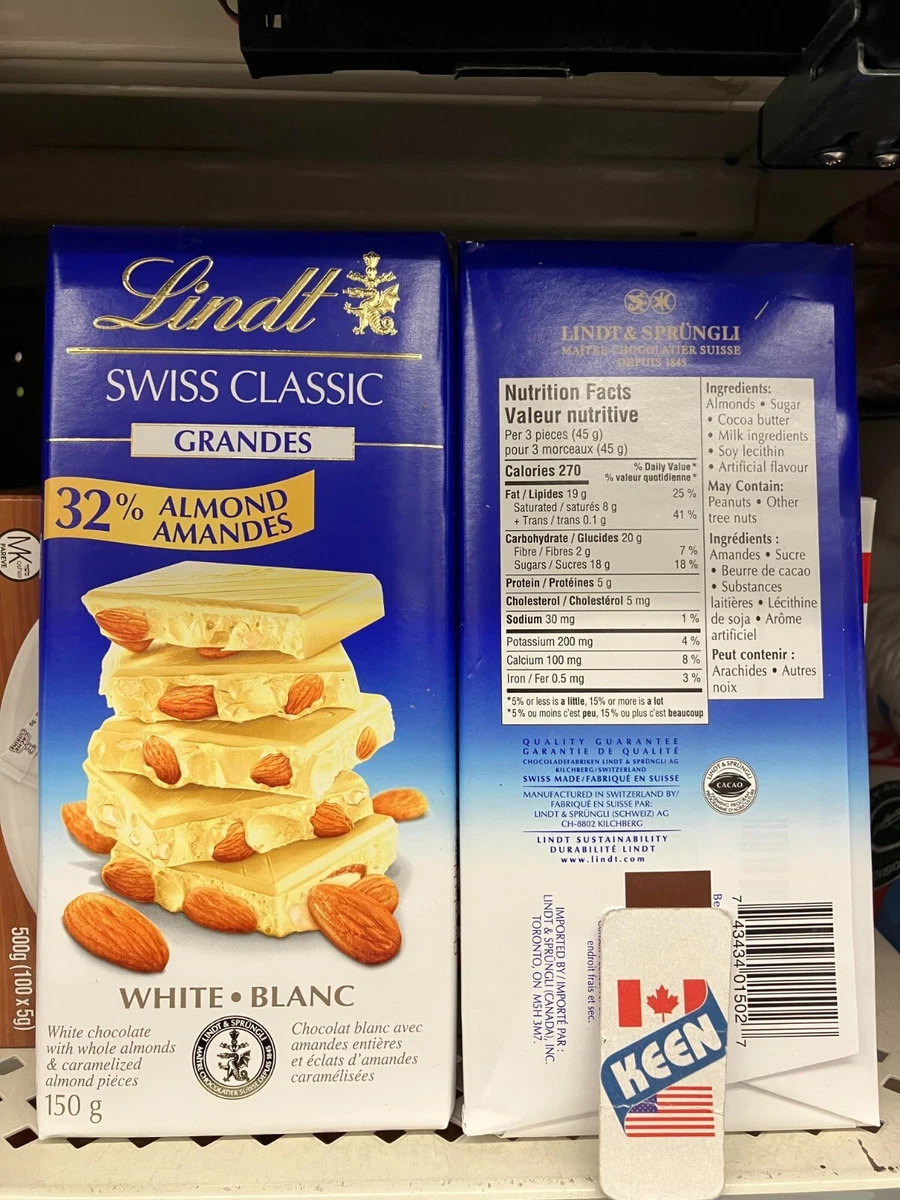 Lindt
SWISS CLASSIC
GRANDES
32% ALMOND
AMANDES
WHITE • BLANC
White chocolate
with whole almonds
& caramelized
almond pieces
LINDT & SPRÜNGLI
MAÎTRE CHOCOLATIER SUISSE
Chocolat blanc avec
amandes entières
et éclats d'amandes
caramélisées
150 g
MK
PAREVE
500g (100 x 5g)
LINDT & SPRÜNGLI
MAÎTRE CHOCOLATIER SUISSE
DEPUIS 1845
Nutrition Facts
Valeur nutritive
Per 3 pieces (45 g)
pour 3 morceaux (45 g)
Calories 270
% Daily Value*
% valeur quotidienne*
Fat / Lipides 19 g 25 %
Saturated / saturés 8 g
+ Trans / trans 0.1 g 41 %
Carbohydrate / Glucides 20 g
Fibre / Fibres 2 g 7 %
Sugars / Sucres 18 g 18 %
Protein / Protéines 5 g
Cholesterol / Cholestérol 5 mg
Sodium 30 mg 1 %
Potassium 200 mg 4 %
Calcium 100 mg 8 %
Iron / Fer 0.5 mg 3 %
*5% or less is a little, 15% or more is a lot
*5% ou moins c'est peu, 15% ou plus c'est beaucoup
Ingredients:
Almonds • Sugar
• Cocoa butter
• Milk ingredients
• Soy lecithin
• Artificial flavour
May Contain:
Peanuts • Other
tree nuts
Ingrédients :
Amandes • Sucre
• Beurre de cacao
• Substances
laitières • Lécithine
de soja • Arôme
artificiel
Peut contenir :
Arachides • Autres
noix
QUALITY GUARANTEE
GARANTIE DE QUALITÉ
CHOCOLADEFABRIKEN LINDT & SPRÜNGLI AG
KILCHBERG/SWITZERLAND
SWISS MADE/FABRIQUÉ EN SUISSE
MANUFACTURED IN SWITZERLAND BY/
FABRIQUÉ EN SUISSE PAR:
LINDT & SPRÜNGLI (SCHWEIZ) AG
CH-8802 KILCHBERG
LINDT SUSTAINABILITY
DURABILITÉ LINDT
www.lindt.com
LINDT & SPRÜNGLI
CACAO
IMPORTED BY/IMPORTÉ PAR :
LINDT & SPRÜNGLI (CANADA), INC.
TORONTO, ON M5H 3M7.
endroit frais et sec.
Be
7 43434 01502 7
KEEN